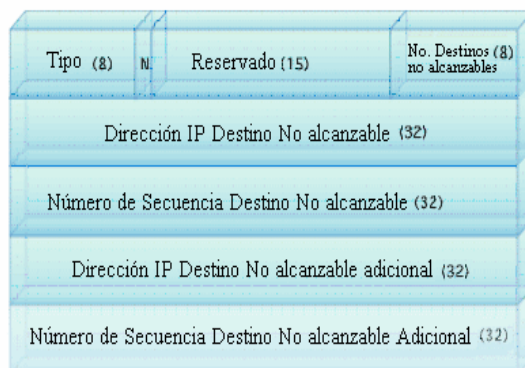 Tipo (8)
N
Reservado (15)
No. Destinos (8)
no alcanzables
Dirección IP Destino No alcanzable (32)
Número de Secuencia Destino No alcanzable (32)
Dirección IP Destino No alcanzable adicional (32)
Número de Secuencia Destino No alcanzable Adicional (32)